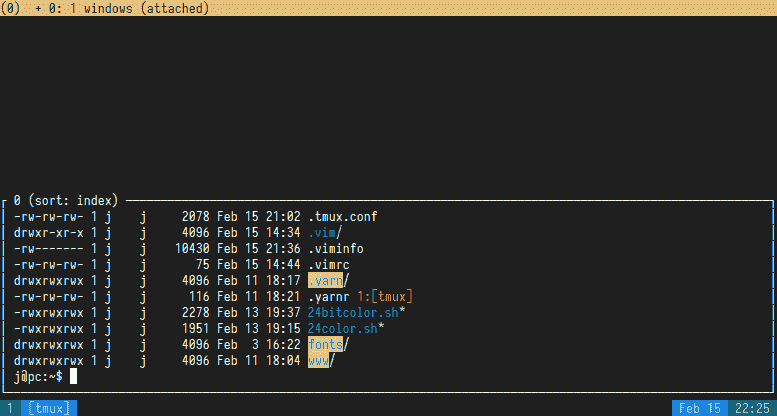 (0)  + 0: 1 windows (attached)
0 (sort: index)
-rw-rw-rw- 1 j    j     2078 Feb 15 21:02 .tmux.conf
drwxr-xr-x 1 j    j     4096 Feb 15 14:34 .vim/
-rw------- 1 j    j    10430 Feb 15 21:36 .viminfo
-rw-rw-rw- 1 j    j       75 Feb 15 14:44 .vimrc
drwxrwxrwx 1 j    j     4096 Feb 11 18:17 .yarn/
-rw-rw-rw- 1 j    j      116 Feb 11 18:21 .yarnr 1:[tmux]
-rwxrwxrwx 1 j    j     2278 Feb 13 19:37 24bitcolor.sh*
-rwxrwxrwx 1 j    j     1951 Feb 13 19:15 24color.sh*
drwxrwxrwx 1 j    j     4096 Feb  3 16:22 fonts/
drwxrwxrwx 1 j    j     4096 Feb 11 18:04 www/
j@pc:~$
1 [tmux] Feb 15 22:25